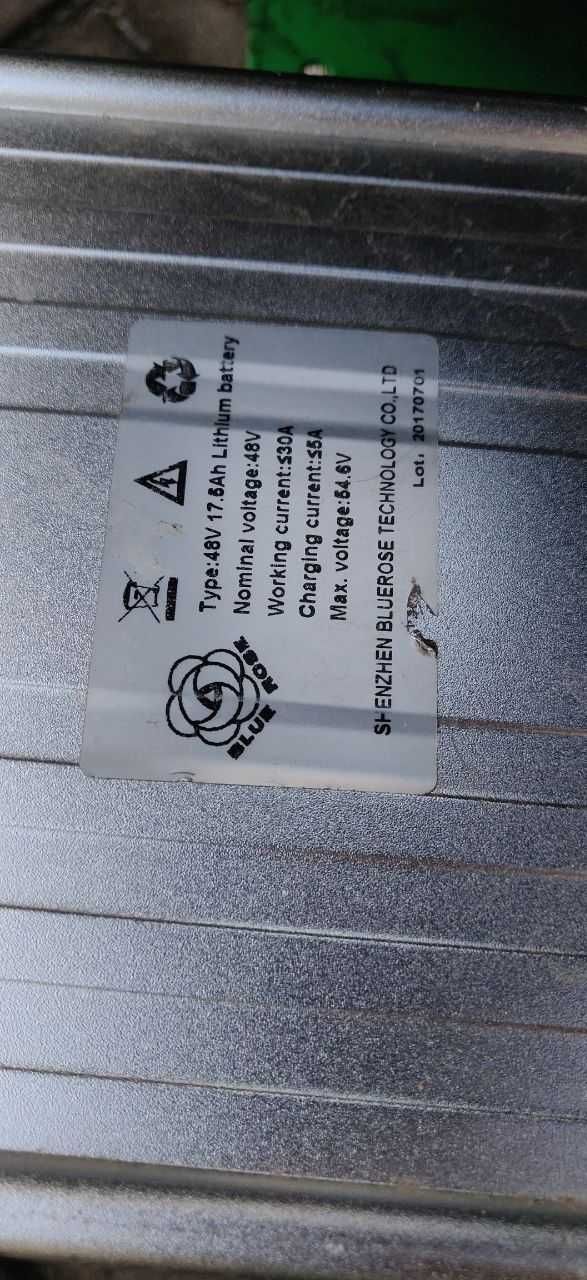 BLUE ROSE
Type:48V 17.5Ah Lithium battery
Nominal voltage:48V
Working current:≤30A
Charging current:≤5A
Max. voltage:54.6V
SHENZHEN BLUEROSE TECHNOLOGY CO.,LTD
Lot: 20170701